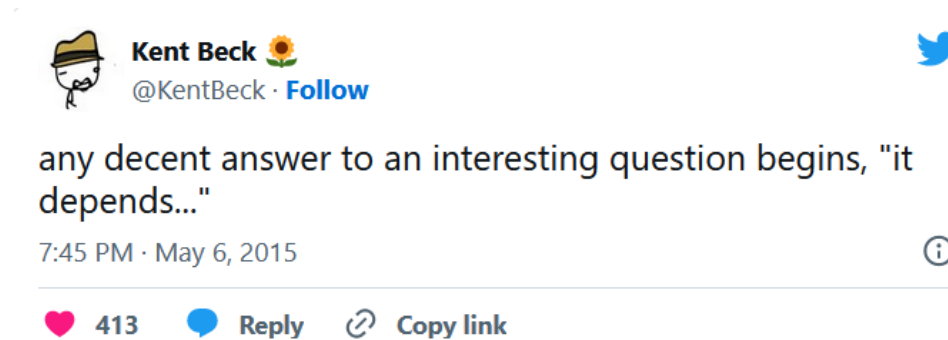 Kent Beck 🌻
@KentBeck · Follow
any decent answer to an interesting question begins, "it
depends..."
7:45 PM · May 6, 2015
413 Reply Copy link